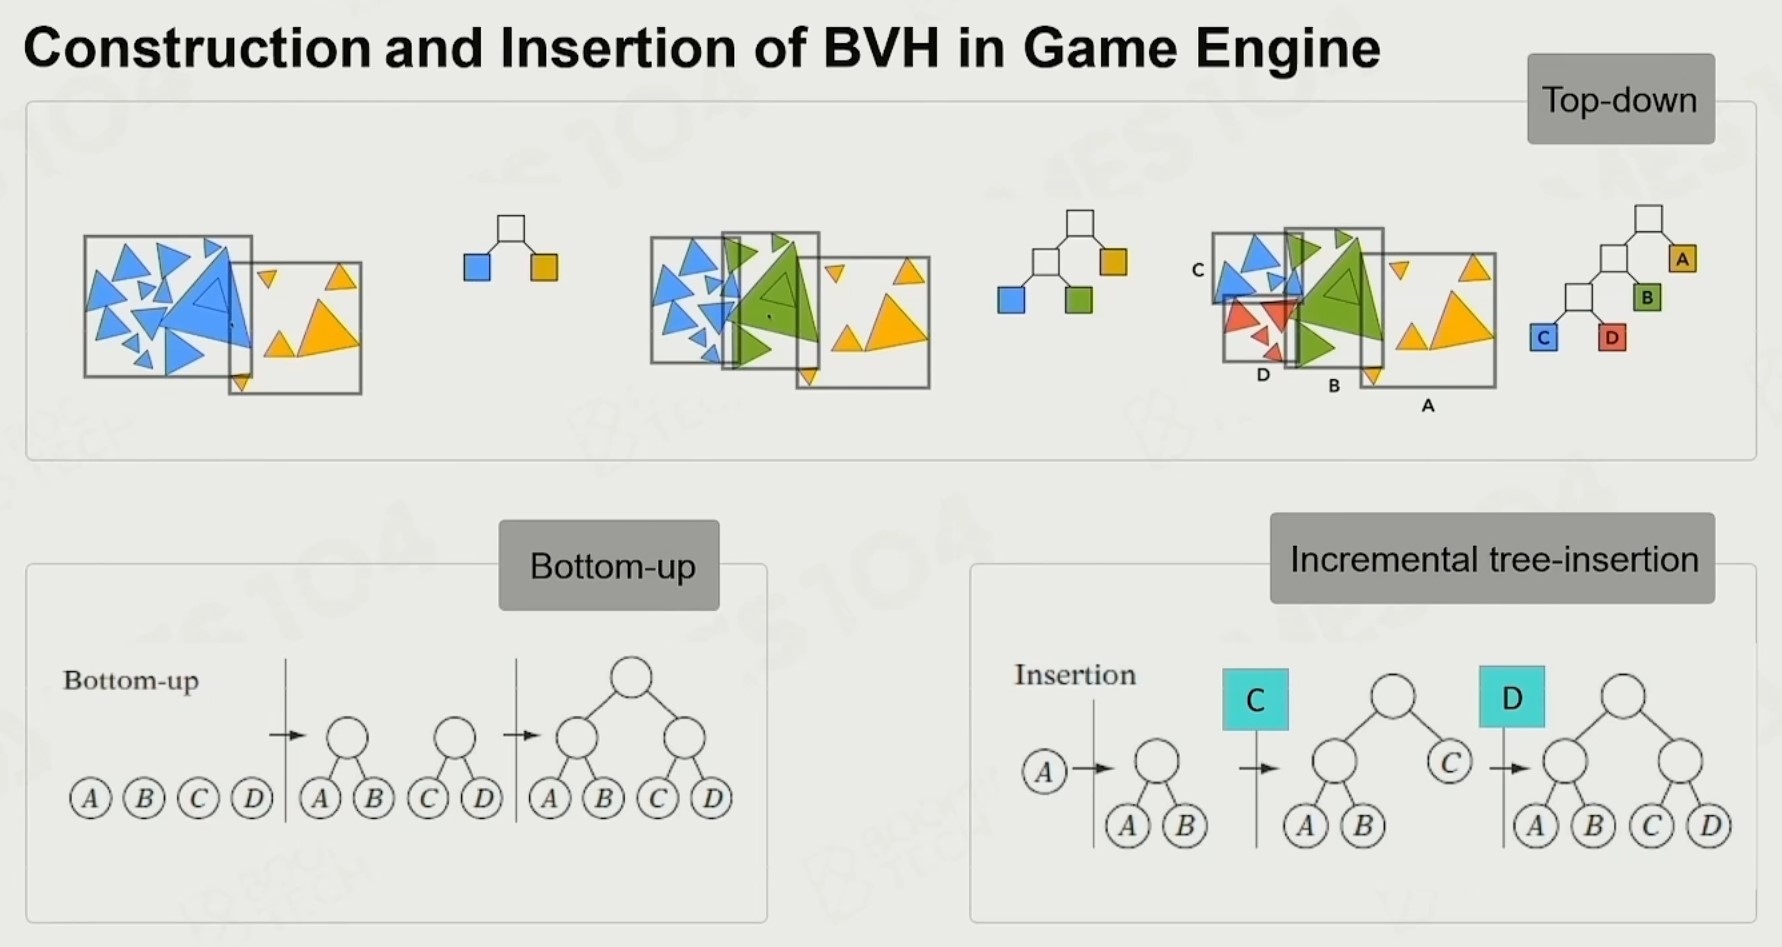 Construction and Insertion of BVH in Game Engine
Top-down
A
B
C
D
C
D
B
A
Bottom-up
Bottom-up
A B C D
A B C D
A B C D
Incremental tree-insertion
Insertion
A
A B
C
C
A B
D
A B C D